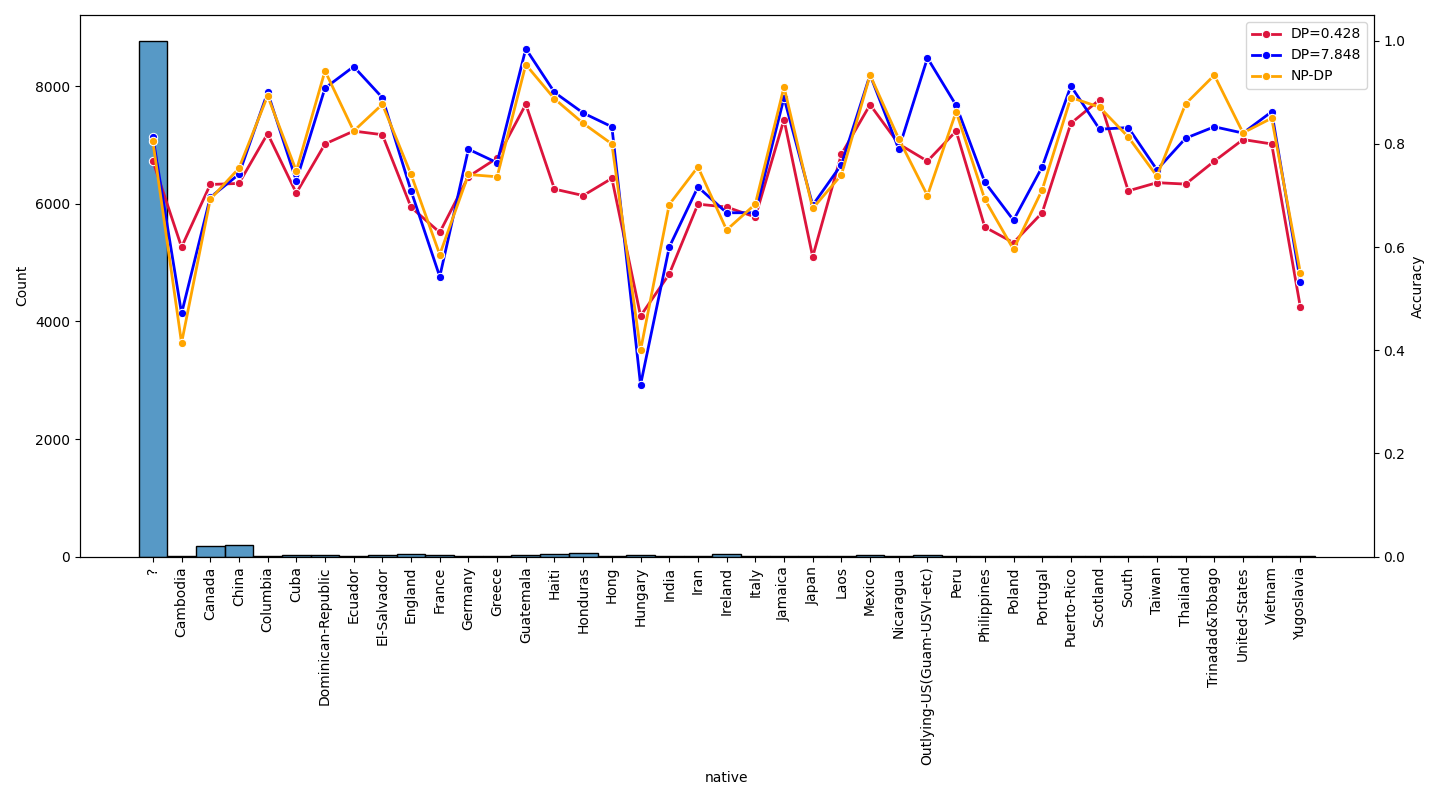 DP=0.428
DP=7.848
NP-DP
Count
8000
6000
4000
2000
0
1.0
0.8
0.6
0.4
0.2
0.0
Accuracy
?
Cambodia
Canada
China
Columbia
Cuba
Dominican-Republic
Ecuador
El-Salvador
England
France
Germany
Greece
Guatemala
Haiti
Honduras
Hong
Hungary
India
Iran
Ireland
Italy
Jamaica
Japan
Laos
Mexico
Nicaragua
Outlying-US(Guam-USVI-etc)
Peru
Philippines
Poland
Portugal
Puerto-Rico
Scotland
South
Taiwan
Thailand
Trinadad&Tobago
United-States
Vietnam
Yugoslavia
native